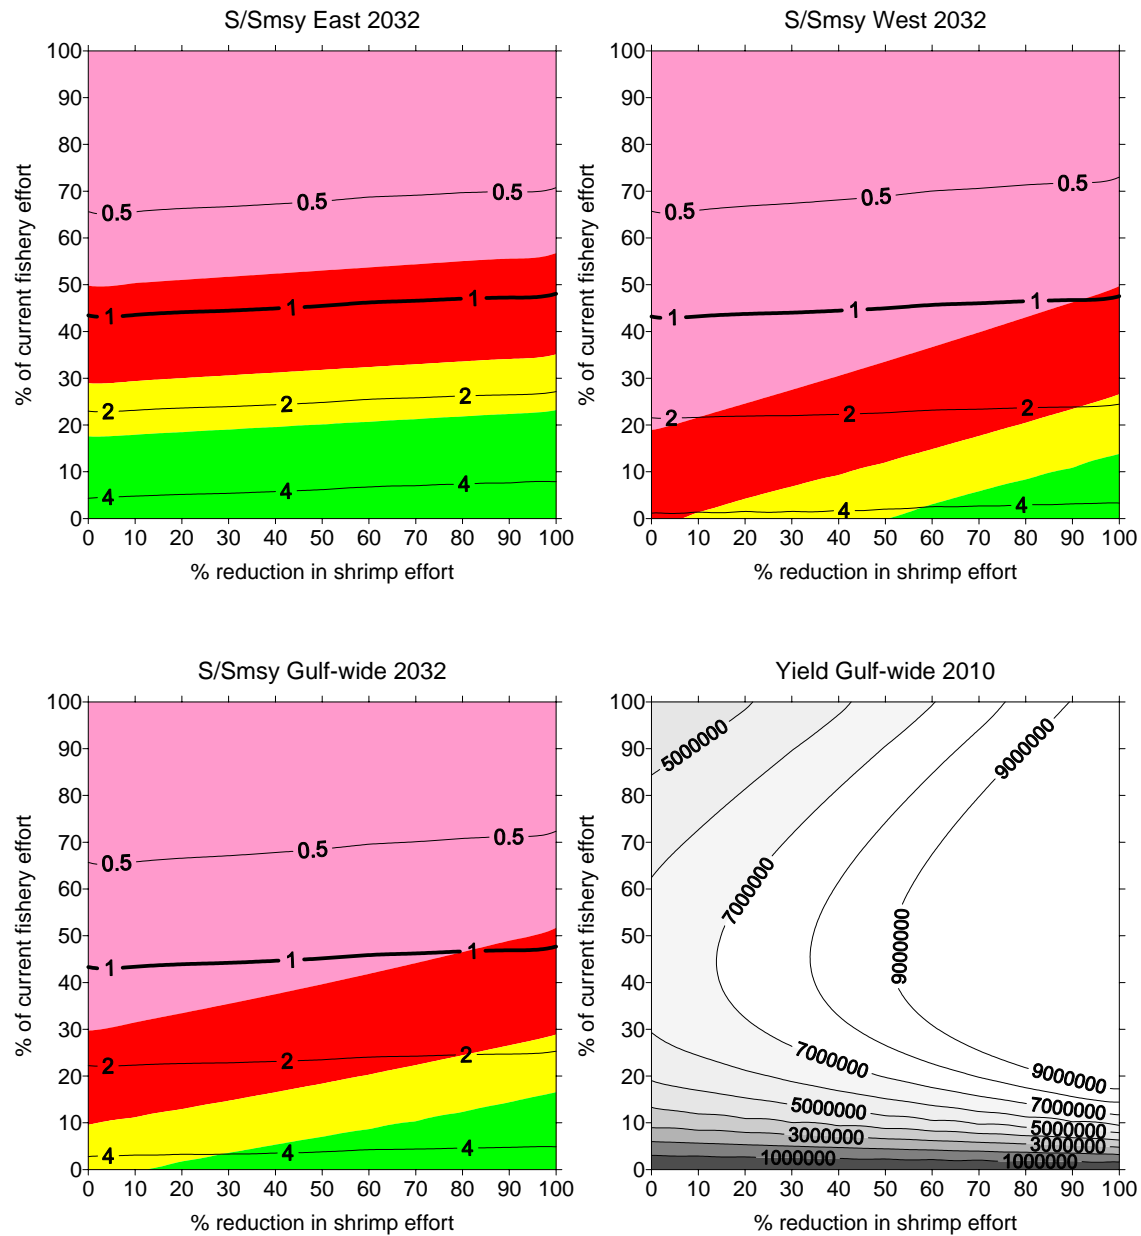 S/Smsy East 2032
% of current fishery effort
100
90
80
70
60
50
40
30
20
10
0
0.5 0.5 0.5
1 1 1
2 2 2
4 4 4
0 10 20 30 40 50 60 70 80 90 100
% reduction in shrimp effort
S/Smsy West 2032
% of current fishery effort
100
90
80
70
60
50
40
30
20
10
0
0.5 0.5 0.5
1 1 1
2 2 2
4 4
0 10 20 30 40 50 60 70 80 90 100
% reduction in shrimp effort
S/Smsy Gulf-wide 2032
% of current fishery effort
100
90
80
70
60
50
40
30
20
10
0
0.5 0.5 0.5
1 1 1
2 2 2
4 4 4
0 10 20 30 40 50 60 70 80 90 100
% reduction in shrimp effort
Yield Gulf-wide 2010
% of current fishery effort
100
90
80
70
60
50
40
30
20
10
0
5000000
9000000
7000000
9000000
7000000
9000000
5000000
7000000
3000000
5000000
3000000
1000000
1000000
0 10 20 30 40 50 60 70 80 90 100
% reduction in shrimp effort